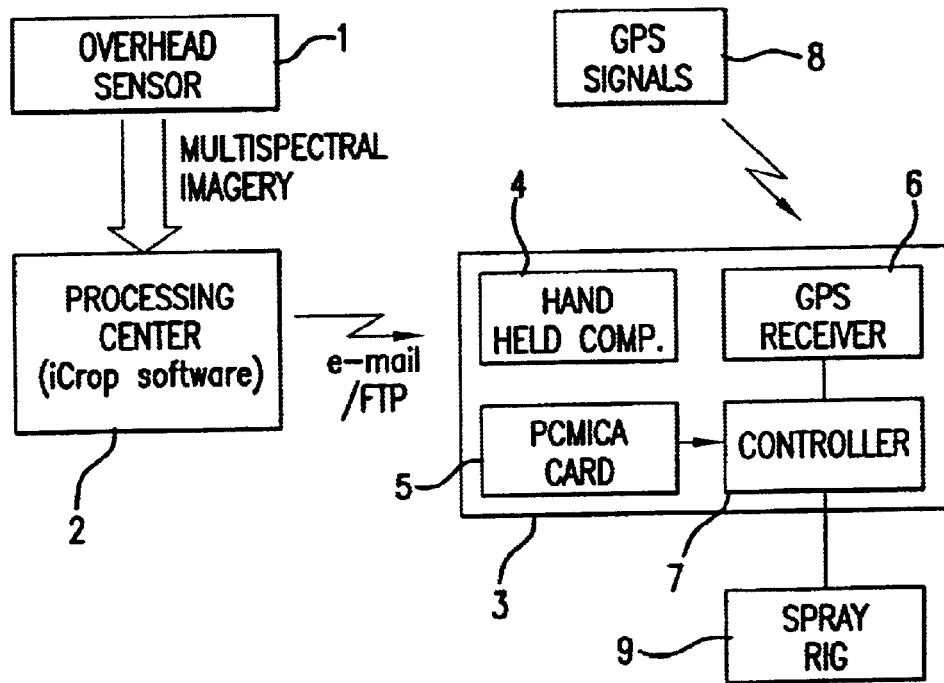 OVERHEAD
SENSOR
1
GPS
SIGNALS
8
MULTISPECTRAL
IMAGERY
4
6
PROCESSING
CENTER
(iCrop software)
e-mail
/FTP
HAND
HELD COMP.
GPS
RECEIVER
PCMICA
CARD
CONTROLLER
5
2
3
7
9
SPRAY
RIG